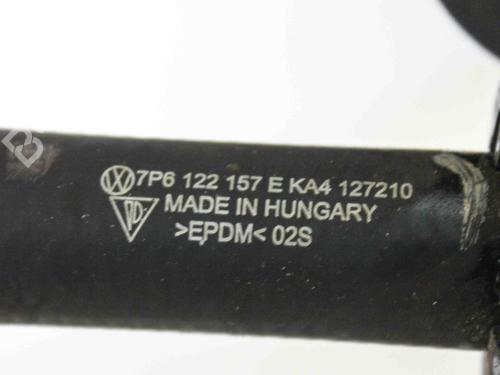 7P6 122 157 E KA4 127210
MADE IN HUNGARY
>EPDM< 02S